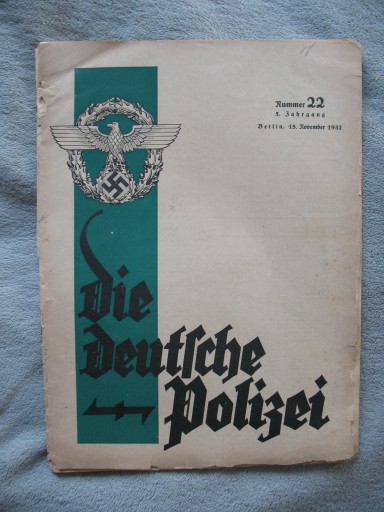 Nummer 22
5. Jahrgang
Berlin, 15. November 1937
die
deutſche
Polizei